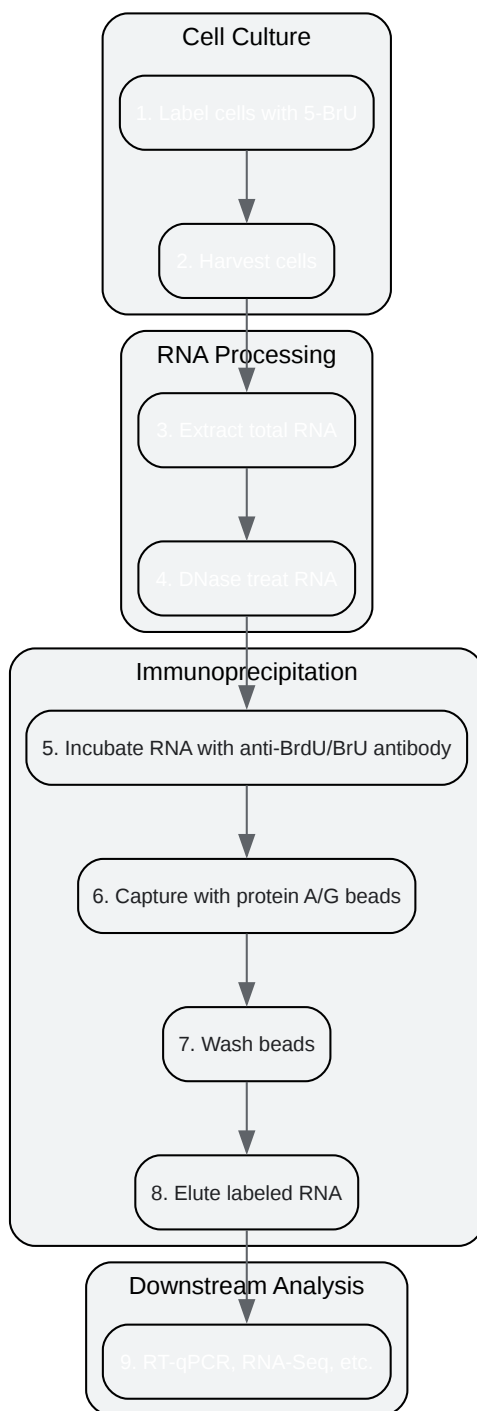 Cell Culture
1. Label cells with 5-BrU
2. Harvest cells
RNA Processing
3. Extract total RNA
4. DNase treat RNA
Immunoprecipitation
5. Incubate RNA with anti-BrdU/BrU antibody
6. Capture with protein A/G beads
7. Wash beads
8. Elute labeled RNA
Downstream Analysis
9. RT-qPCR, RNA-Seq, etc.